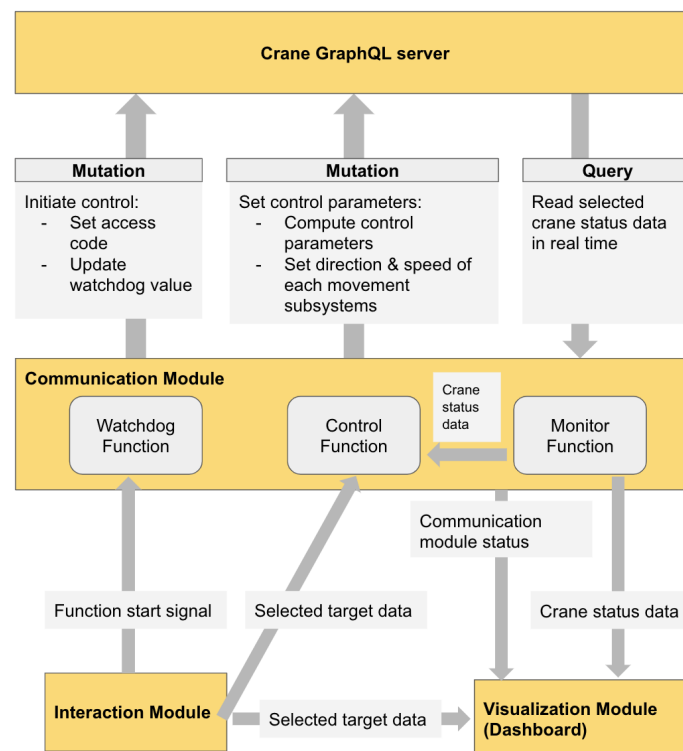 Crane GraphQL server
Mutation
Initiate control:
- Set access
code
- Update
watchdog value
Mutation
Set control parameters:
- Compute control
parameters
- Set direction & speed of
each movement
subsystems
Query
Read selected
crane status data
in real time
Communication Module
Watchdog
Function
Control
Function
Crane
status
data
Monitor
Function
Communication
module status
Function start signal
Selected target data
Crane status data
Interaction Module
Selected target data
Visualization Module
(Dashboard)